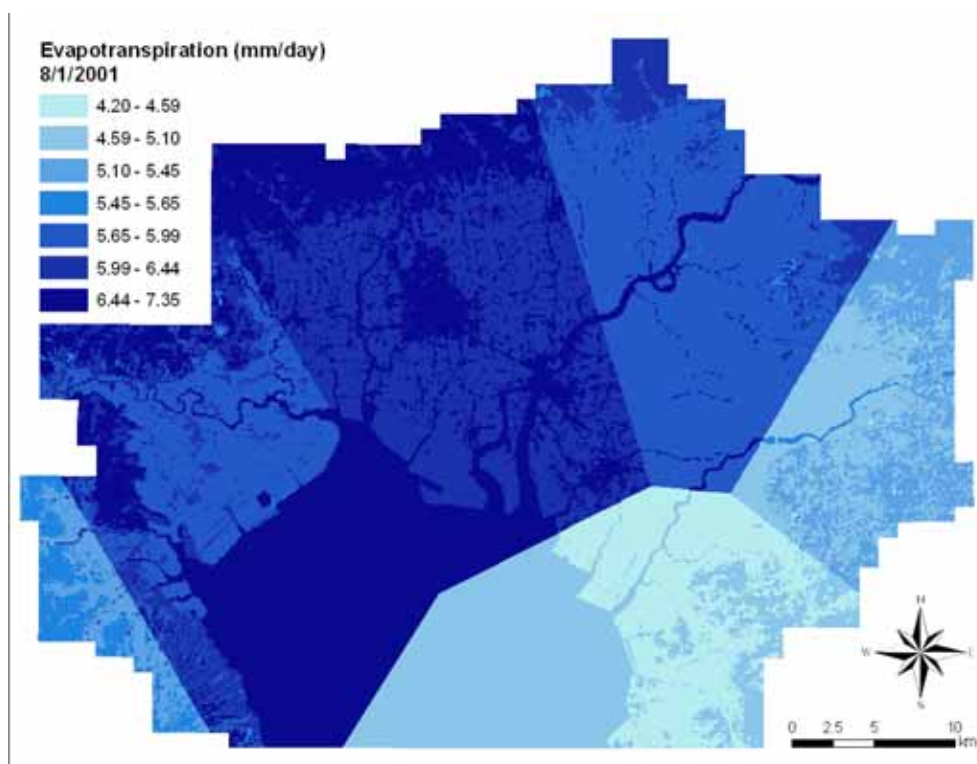 Evapotranspiration (mm/day)
8/1/2001
4.20 - 4.59
4.59 - 5.10
5.10 - 5.45
5.45 - 5.65
5.65 - 5.99
5.99 - 6.44
6.44 - 7.35
N
W E
S
0 2.5 5 10
km